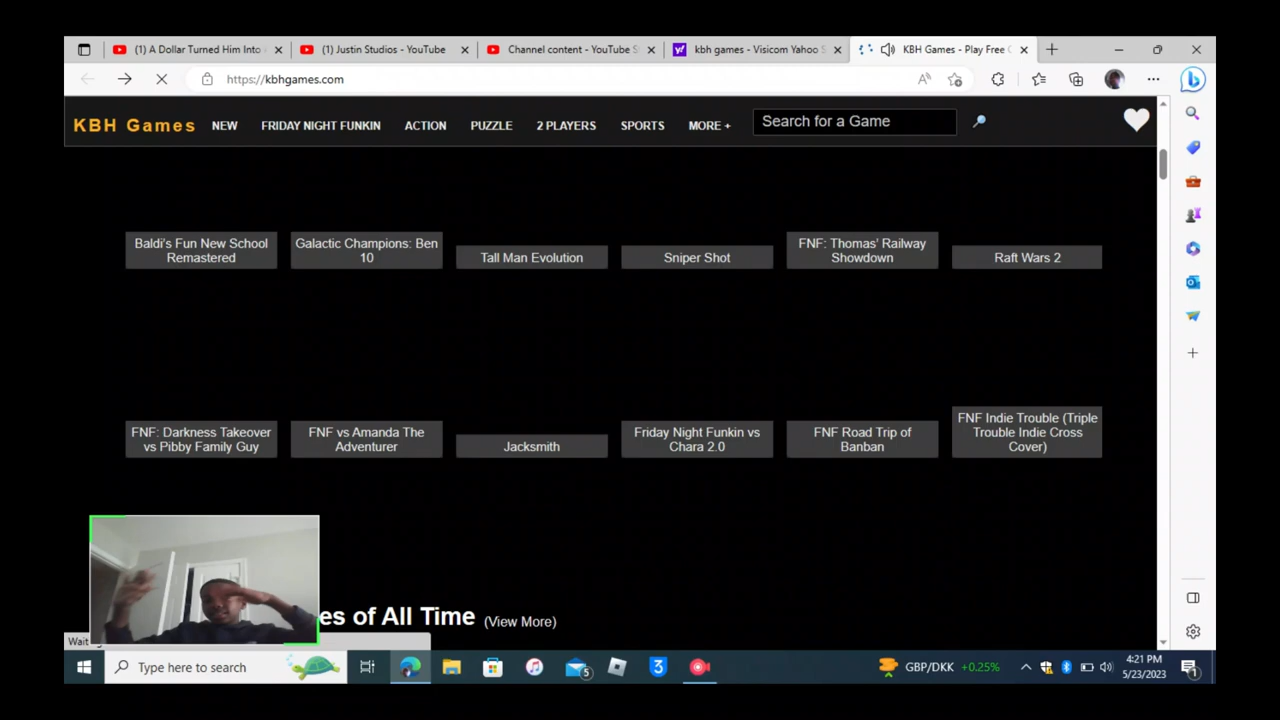 (1) A Dollar Turned Him Into
(1) Justin Studios - YouTube
Channel content - YouTube S
kbh games - Visicom Yahoo S
KBH Games - Play Free
https://kbhgames.com
KBH Games
NEW
FRIDAY NIGHT FUNKIN
ACTION
PUZZLE
2 PLAYERS
SPORTS
MORE +
Search for a Game
Baldi's Fun New School
Remastered
Galactic Champions: Ben
10
Tall Man Evolution
Sniper Shot
FNF: Thomas' Railway
Showdown
Raft Wars 2
FNF: Darkness Takeover
vs Pibby Family Guy
FNF vs Amanda The
Adventurer
Jacksmith
Friday Night Funkin vs
Chara 2.0
FNF Road Trip of
Banban
FNF Indie Trouble (Triple
Trouble Indie Cross
Cover)
es of All Time (View More)
Wait
Type here to search
5
3
GBP/DKK +0.25%
4:21 PM
5/23/2023
1